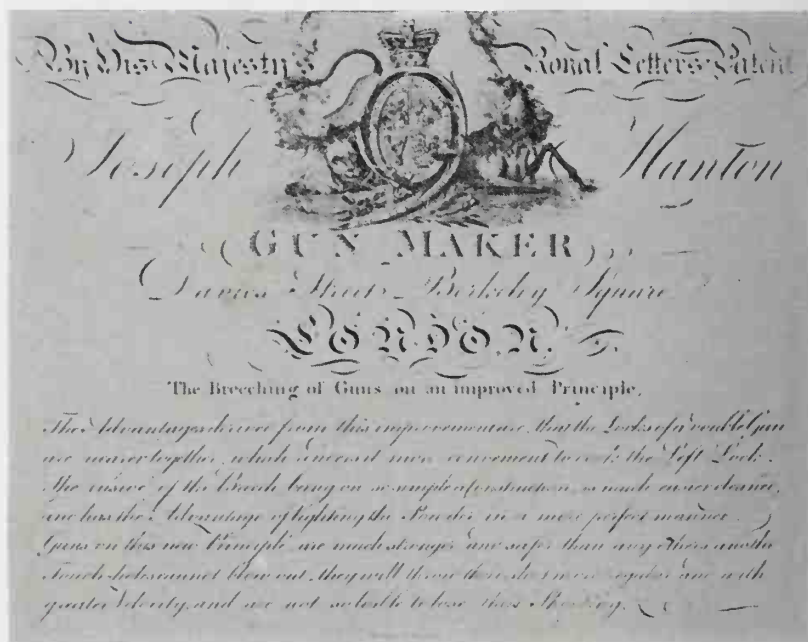 By His Majesty's Royal Letters Patent
Joseph Manton
GUN MAKER
Davies Street Berkeley Square
LONDON.
The Breeching of Guns on an improved Principle.
The Advantages derived from this improvement are, that the Locks of a double Gun
are nearer together, which renders it more convenient to cock the Left Lock.
The inside of the Breech being on so simple a Construction, is much easier cleaned,
and has the Advantage of lighting the Powder in a more perfect manner.
Guns on this new Principle are much stronger and safer than any others and the
Touch-holes cannot blow out, they will throw their shot more regular and with
greater Velocity, and are not so liable to lose their Shooting.